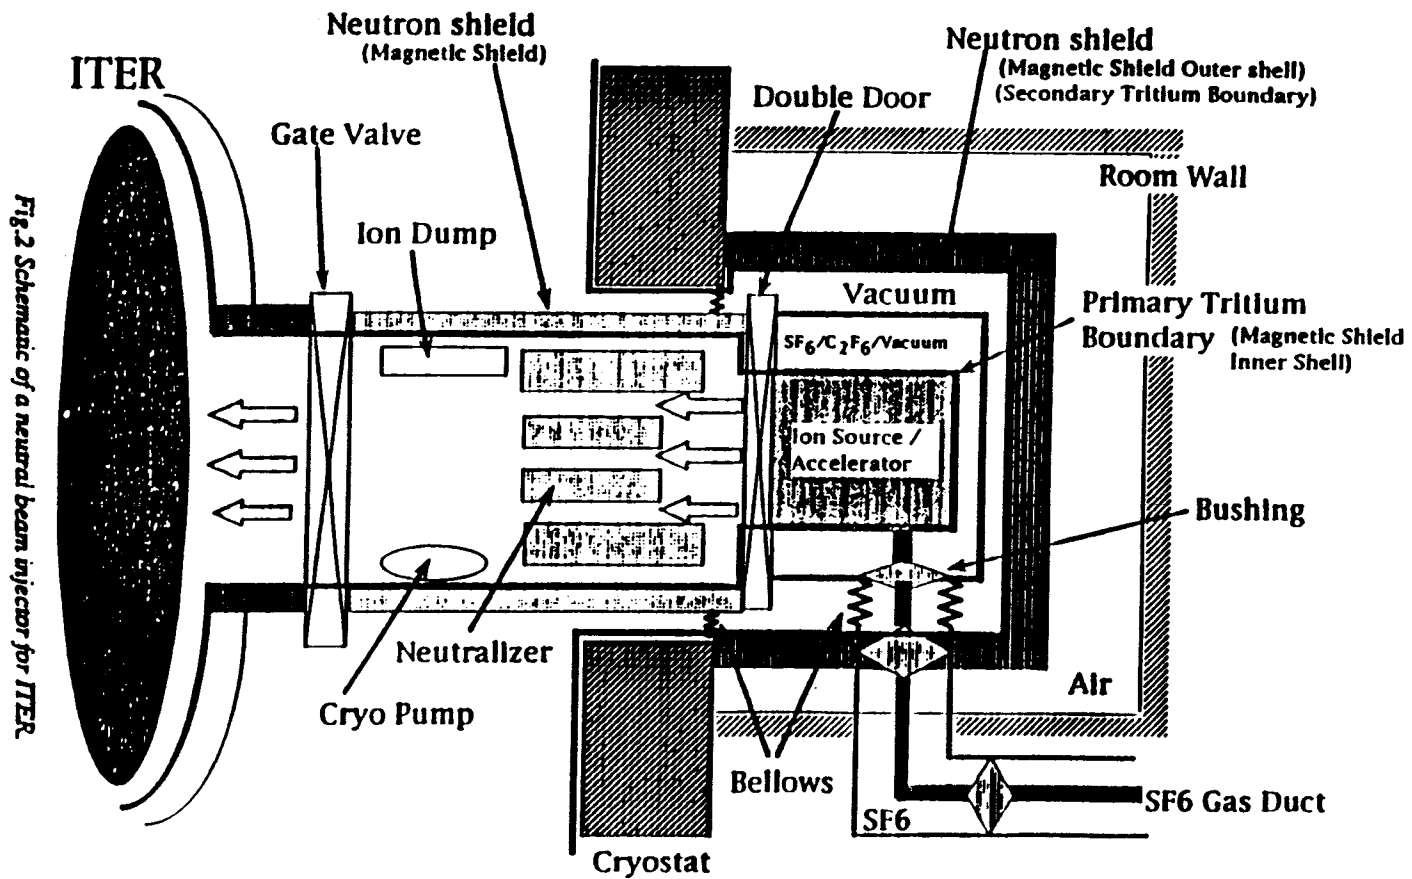 ITER
Neutron shield
(Magnetic Shield)
Neutron shield
(Magnetic Shield Outer shell)
(Secondary Tritium Boundary)
Double Door
Gate Valve
Room Wall
Ion Dump
Vacuum
Primary Tritium
Boundary (Magnetic Shield
Inner Shell)
SF6/C2F6/Vacuum
Ion Source /
Accelerator
Bushing
Neutralizer
Cryo Pump
Air
Bellows
SF6
SF6 Gas Duct
Cryostat
Fig.2 Schematic of a neutral beam injector for ITER